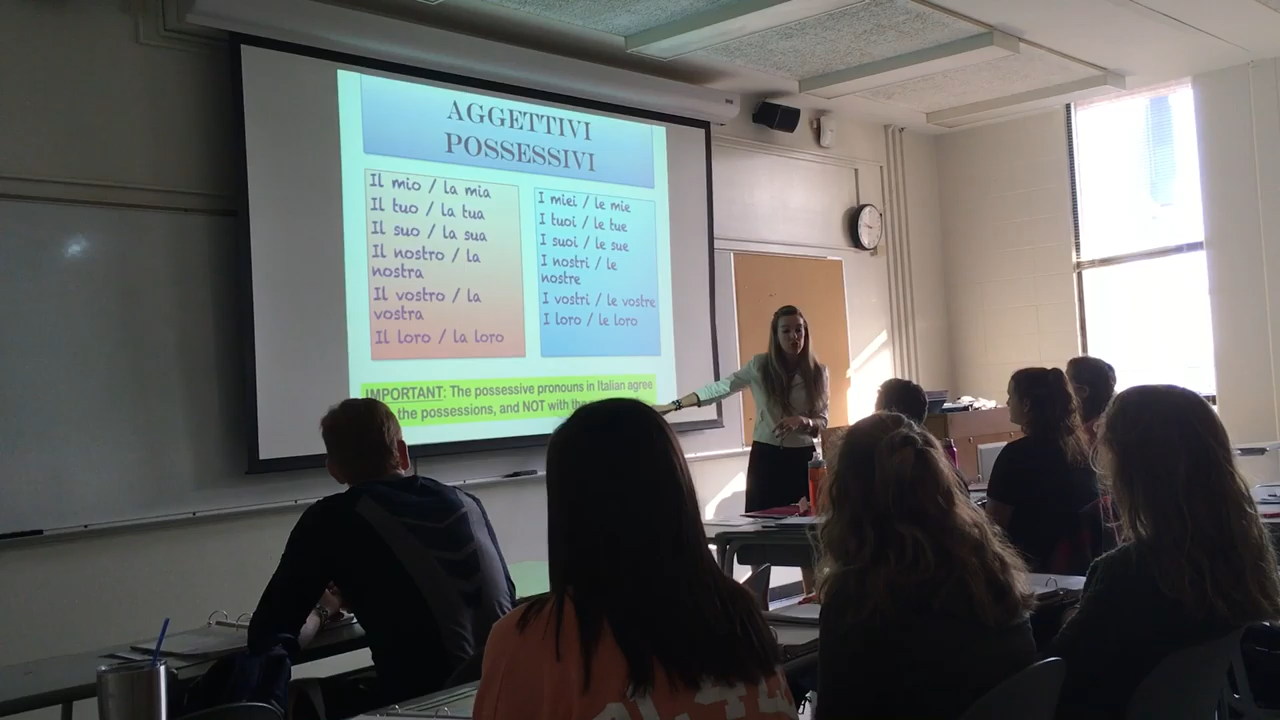 AGGETTIVI
POSSESSIVI
Il mio / la mia
Il tuo / la tua
Il suo / la sua
Il nostro / la
nostra
Il vostro / la
vostra
Il loro / la loro
I miei / le mie
I tuoi / le tue
I suoi / le sue
I nostri / le
nostre
I vostri / le vostre
I loro / le loro
IMPORTANT: The possessive pronouns in Italian agree
the possessions, and NOT with